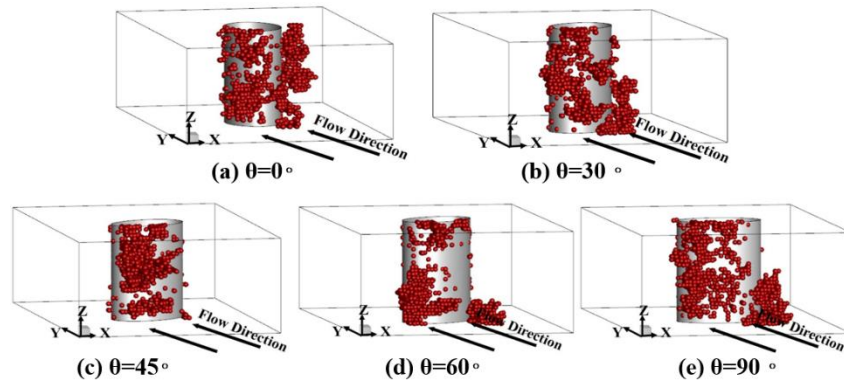 Z
Y X
Flow Direction
(a) θ=0°
Z
Y X
Flow Direction
(b) θ=30 °
Z
Y X
Flow Direction
(c) θ=45°
Z
Y X
Flow Direction
(d) θ=60°
Z
Y X
Flow Direction
(e) θ=90 °